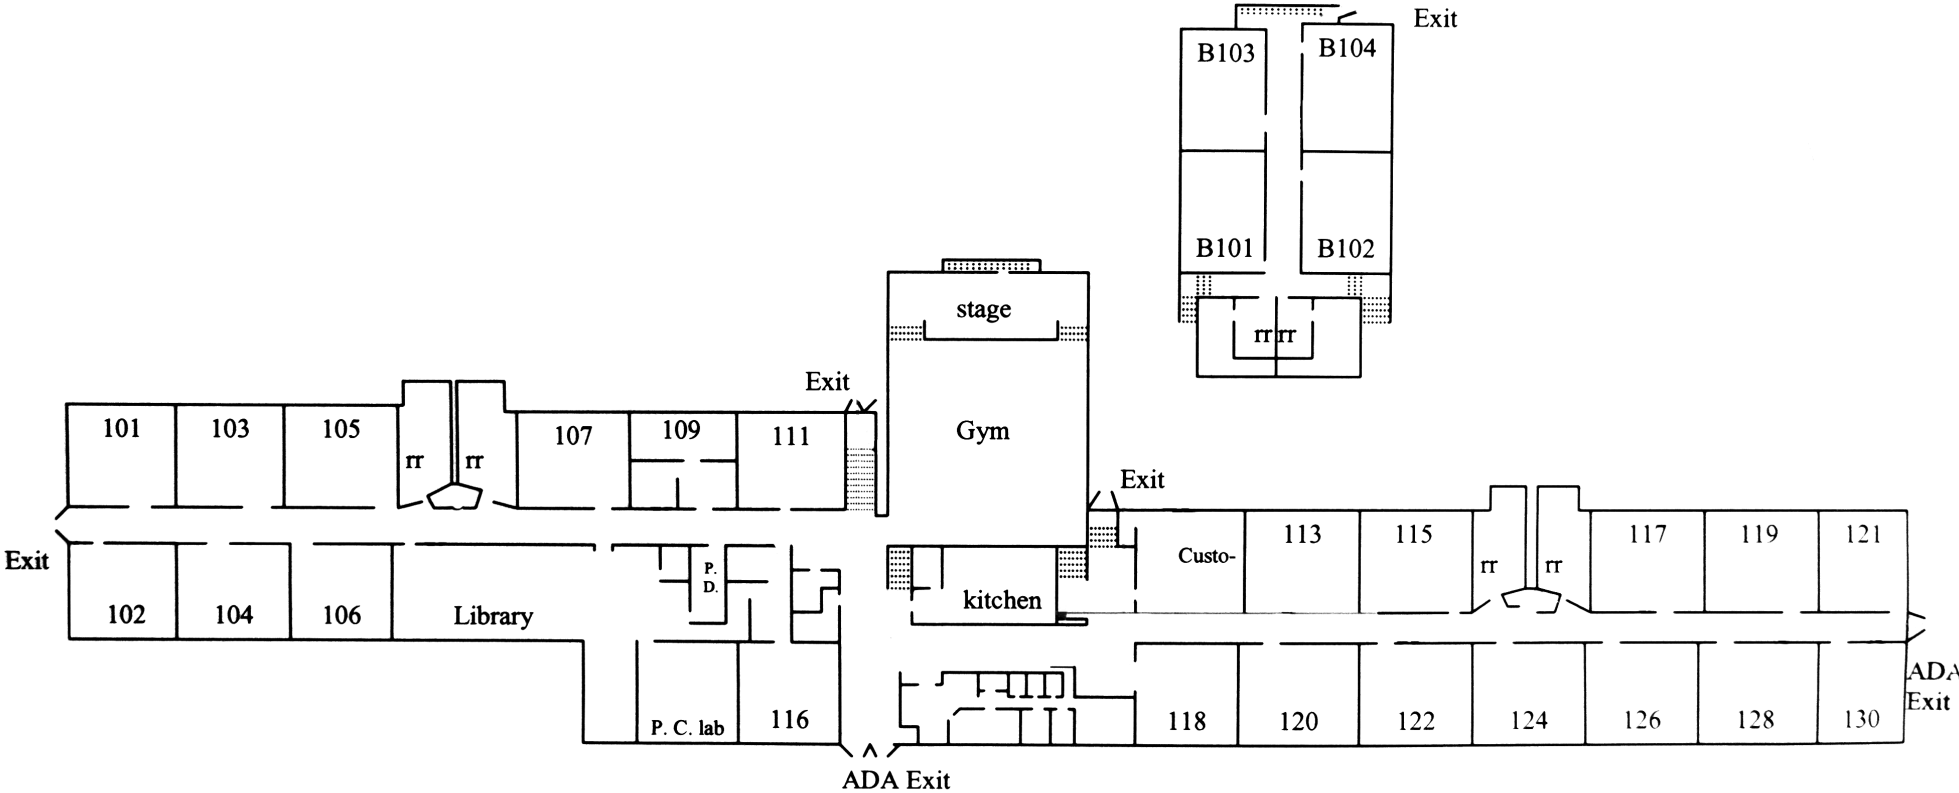 Exit
B103
B104
B101
B102
rr rr
stage
Exit
Gym
101
103
105
rr
rr
107
109
111
Exit
113
115
rr
rr
117
119
121
Custo-
Exit
P.
D.
kitchen
102
104
106
Library
P. C. lab
116
118
120
122
124
126
128
130
ADA
Exit
ADA Exit